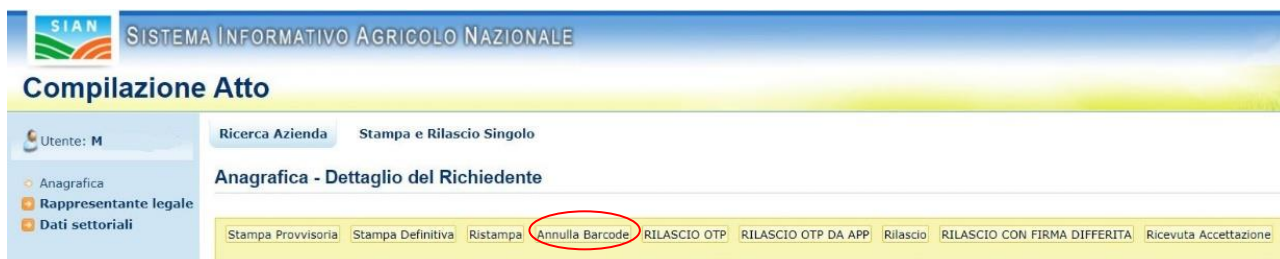 SIAN
SISTEMA INFORMATIVO AGRICOLO NAZIONALE
Compilazione Atto
Utente: M
Ricerca Azienda Stampa e Rilascio Singolo
Anagrafica
Rappresentante legale
Dati settoriali
Anagrafica - Dettaglio del Richiedente
Stampa Provvisoria Stampa Definitiva Ristampa Annulla Barcode RILASCIO OTP RILASCIO OTP DA APP Rilascio RILASCIO CON FIRMA DIFFERITA Ricevuta Accettazione